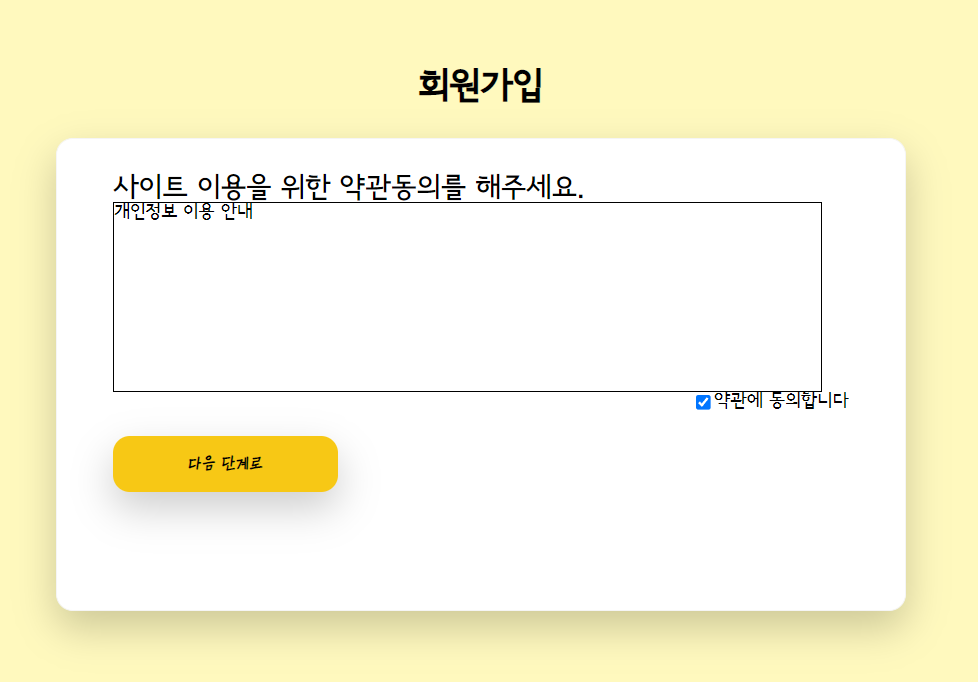 회원가입
사이트 이용을 위한 약관동의를 해주세요.
개인정보 이용 안내
약관에 동의합니다
다음 단계로